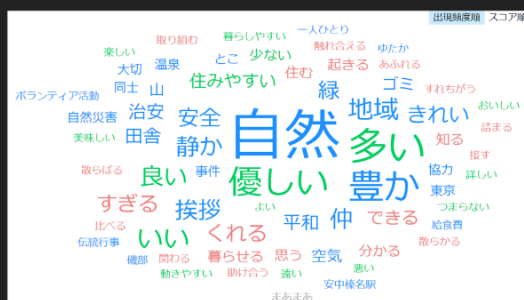 出現頻度順 スコア順
一人ひとり
暮らしやすい
取り組む
触れ合える ゆたか
楽しい
とこ 少ない
温泉 起きる あふれる
大切
住みやすい 住む
同士 山 緑 ゴミ すれちがう
ボランティア活動
治安 安全 自然 地域 きれい おいしい
自然災害
美味しい 田舎 静か 多い 知る 詰まる
接す
散らばる 良い 事件 優しい 豊か 協力 詳しい
東京
すぎる 挨拶 よい 平和 仲 できる つまらない
給食費
比べる
伝統行事 いい くれる 散らかる
磯部 関わる 暮らせる 思う 空気 分かる
動きやすい 助け合う 遠い 悪い
安中榛名駅
まあまあ